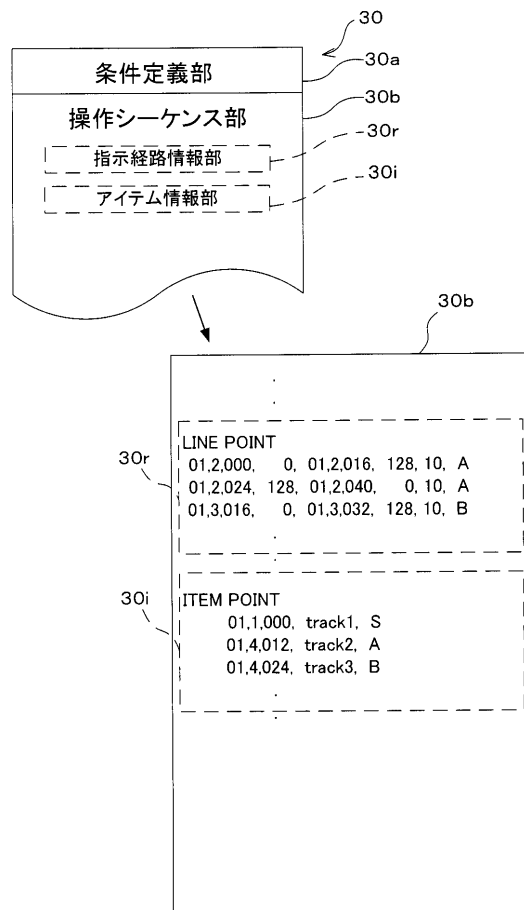 30
条件定義部
30a
操作シーケンス部
30b
指示経路情報部
30r
アイテム情報部
30i
30b
30r
LINE POINT
01,2,000, 0, 01,2,016, 128, 10, A
01,2,024, 128, 01,2,040, 0, 10, A
01,3,016, 0, 01,3,032, 128, 10, B
30i
ITEM POINT
01,1,000, track1, S
01,4,012, track2, A
01,4,024, track3, B